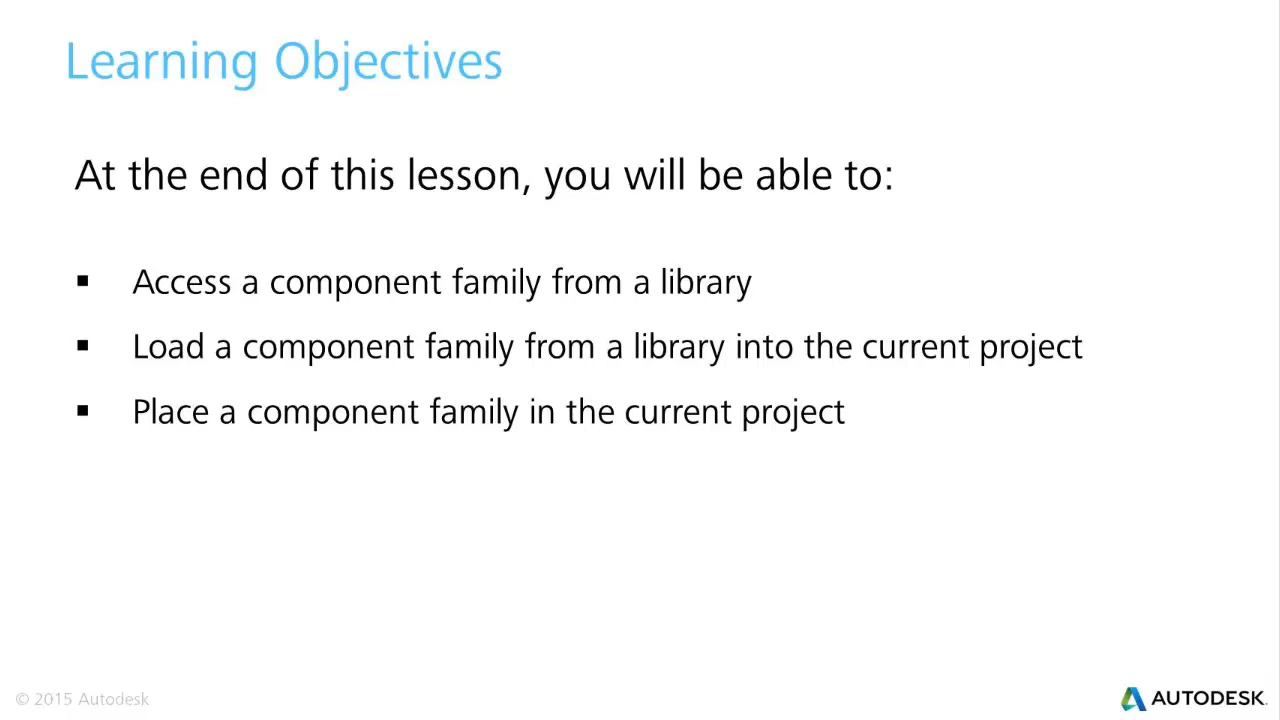 Learning Objectives
At the end of this lesson, you will be able to:
▪ Access a component family from a library
▪ Load a component family from a library into the current project
▪ Place a component family in the current project
© 2015 Autodesk
AUTODESK.